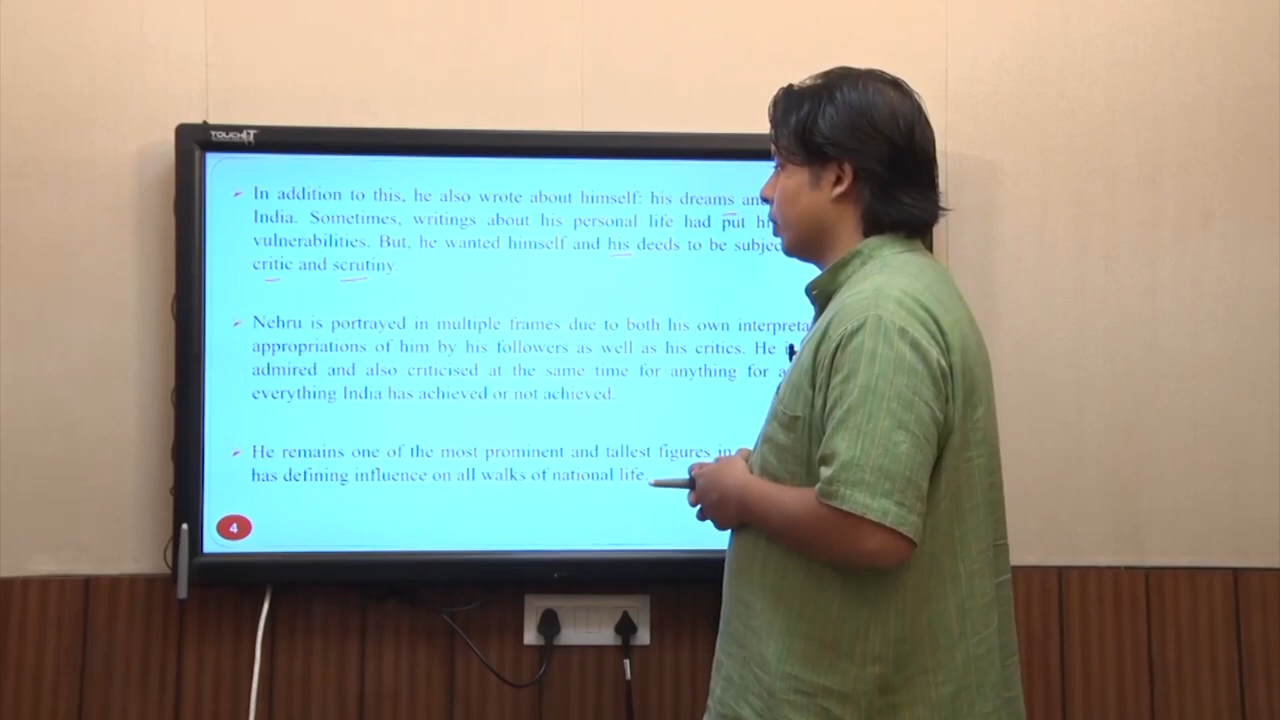 TOUCHIT
In addition to this, he also wrote about himself: his dreams and
India. Sometimes, writings about his personal life had put
vulnerabilities. But, he wanted himself and his deeds to be
critic and scrutiny.
Nehru is portrayed in multiple frames due to both his own
appropriations of him by his followers as well as his critics. He
admired and also criticised at the same time for anything for
everything India has achieved or not achieved.
He remains one of the most prominent and tallest figures in
has defining influence on all walks of national life.
4